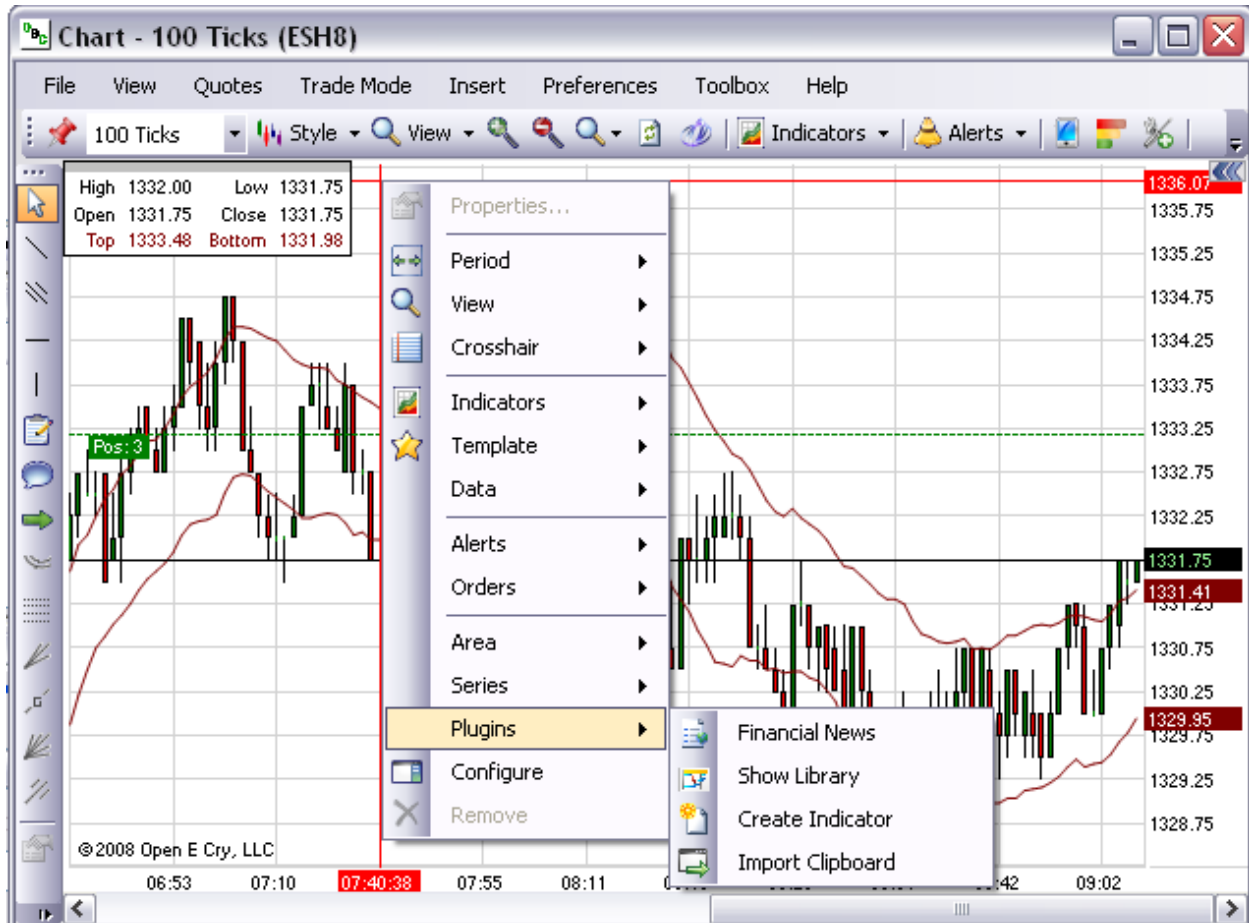 Chart - 100 Ticks (ESH8)
File View Quotes Trade Mode Insert Preferences Toolbox Help
100 Ticks Style View Indicators Alerts
High 1332.00 Low 1331.75
Open 1331.75 Close 1331.75
Top 1333.48 Bottom 1331.98
Pos: 3
Properties...
Period
View
Crosshair
Indicators
Template
Data
Alerts
Orders
Area
Series
Plugins
Configure
Remove
Financial News
Show Library
Create Indicator
Import Clipboard
1336.07
1335.75
1335.25
1334.75
1334.25
1333.75
1333.25
1332.75
1332.25
1331.75
1331.41
1331.25
1330.75
1330.25
1329.95
1329.75
1329.25
1328.75
©2008 Open E Cry, LLC
06:53 07:10 07:40:38 07:55 08:11 09:02